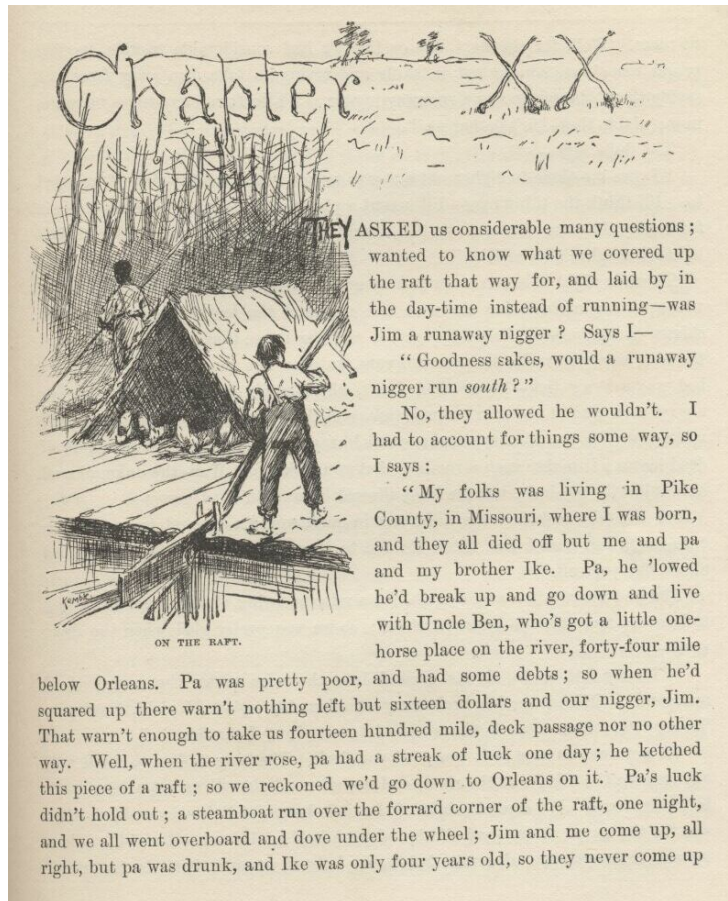 Chapter XX
THEY ASKED us considerable many questions ;
wanted to know what we covered up
the raft that way for, and laid by in
the day-time instead of running—was
Jim a runaway nigger ? Says I—
“ Goodness sakes, would a runaway
nigger run south ? ”
No, they allowed he wouldn't. I
had to account for things some way, so
I says :
“ My folks was living in Pike
County, in Missouri, where I was born,
and they all died off but me and pa
and my brother Ike. Pa, he 'lowed
he'd break up and go down and live
with Uncle Ben, who's got a little one-
horse place on the river, forty-four mile
below Orleans. Pa was pretty poor, and had some debts ; so when he'd
squared up there warn't nothing left but sixteen dollars and our nigger, Jim.
That warn't enough to take us fourteen hundred mile, deck passage nor no other
way. Well, when the river rose, pa had a streak of luck one day ; he ketched
this piece of a raft ; so we reckoned we'd go down to Orleans on it. Pa's luck
didn't hold out ; a steamboat run over the forrard corner of the raft, one night,
and we all went overboard and dove under the wheel ; Jim and me come up, all
right, but pa was drunk, and Ike was only four years old, so they never come up
Kemble
ON THE RAFT.